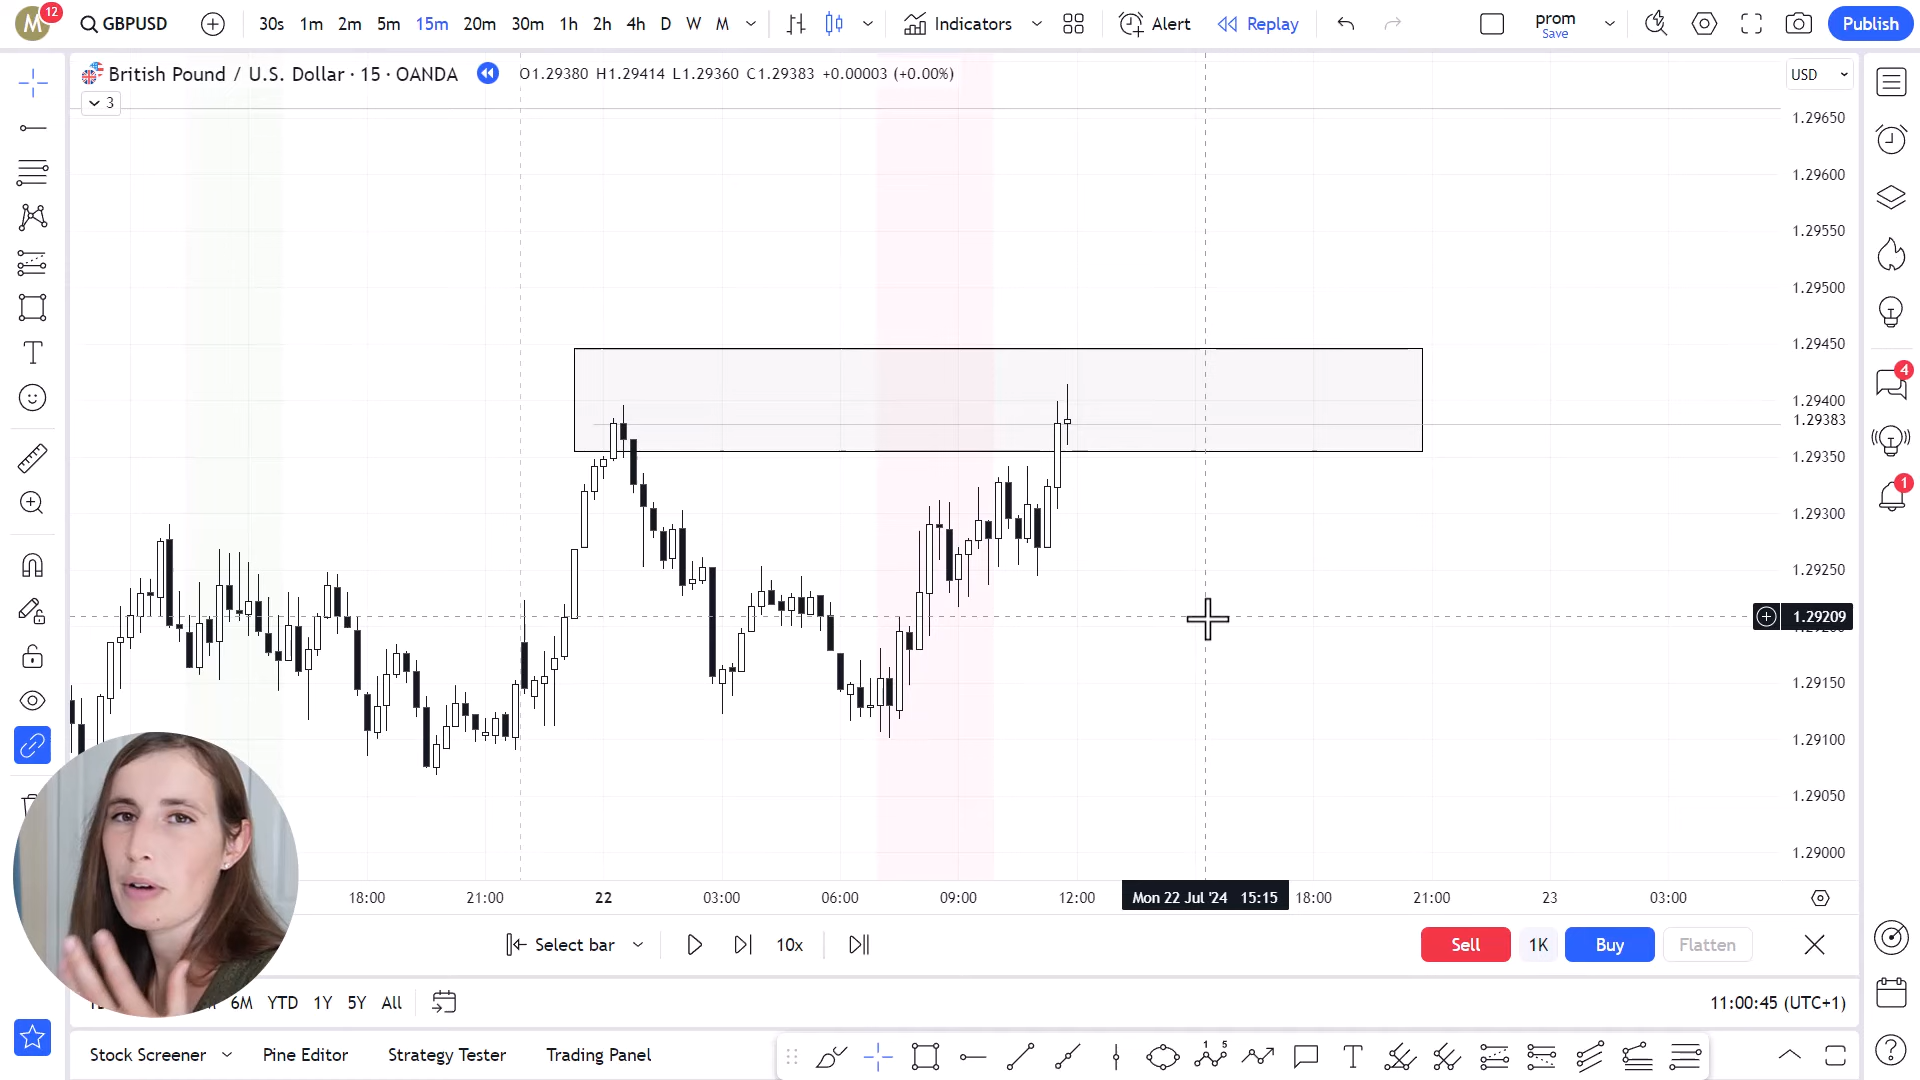 M 12 GBPUSD 30s 1m 2m 5m 15m 20m 30m 1h 2h 4h D W M Indicators Alert Replay prom Publish
Save
British Pound / U.S. Dollar · 15 · OANDA O1.29380 H1.29414 L1.29360 C1.29383 +0.00003 (+0.00%) USD
3
1.29650
1.29600
1.29550
1.29500
1.29450
4
1.29400
1.29383
1.29350
1
1.29300
1.29250
1.29209
1.29150
1.29100
1.29050
1.29000
18:00 21:00 22 03:00 06:00 09:00 12:00 Mon 22 Jul '24 15:15 18:00 21:00 23 03:00
Select bar 10x Sell 1K Buy Flatten
6M YTD 1Y 5Y All 11:00:45 (UTC+1)
Stock Screener Pine Editor Strategy Tester Trading Panel